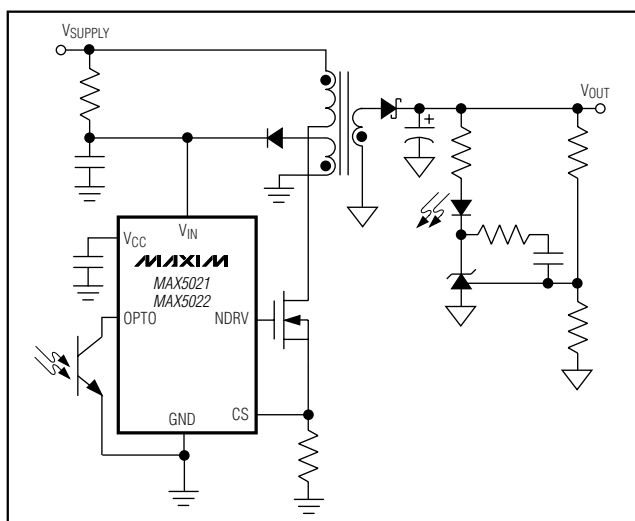 VSUPPLY
VOUT
VCC
VIN
MAXIM
MAX5021
MAX5022
OPTO
NDRV
CS
GND
+